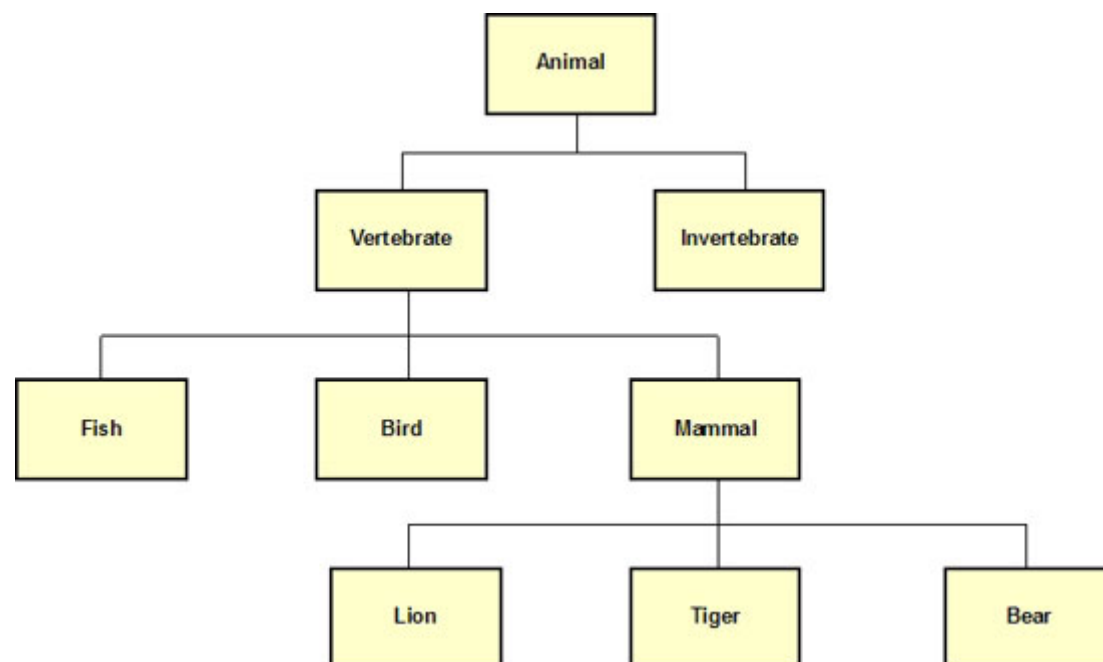 Animal
Vertebrate
Invertebrate
Fish
Bird
Mammal
Lion
Tiger
Bear